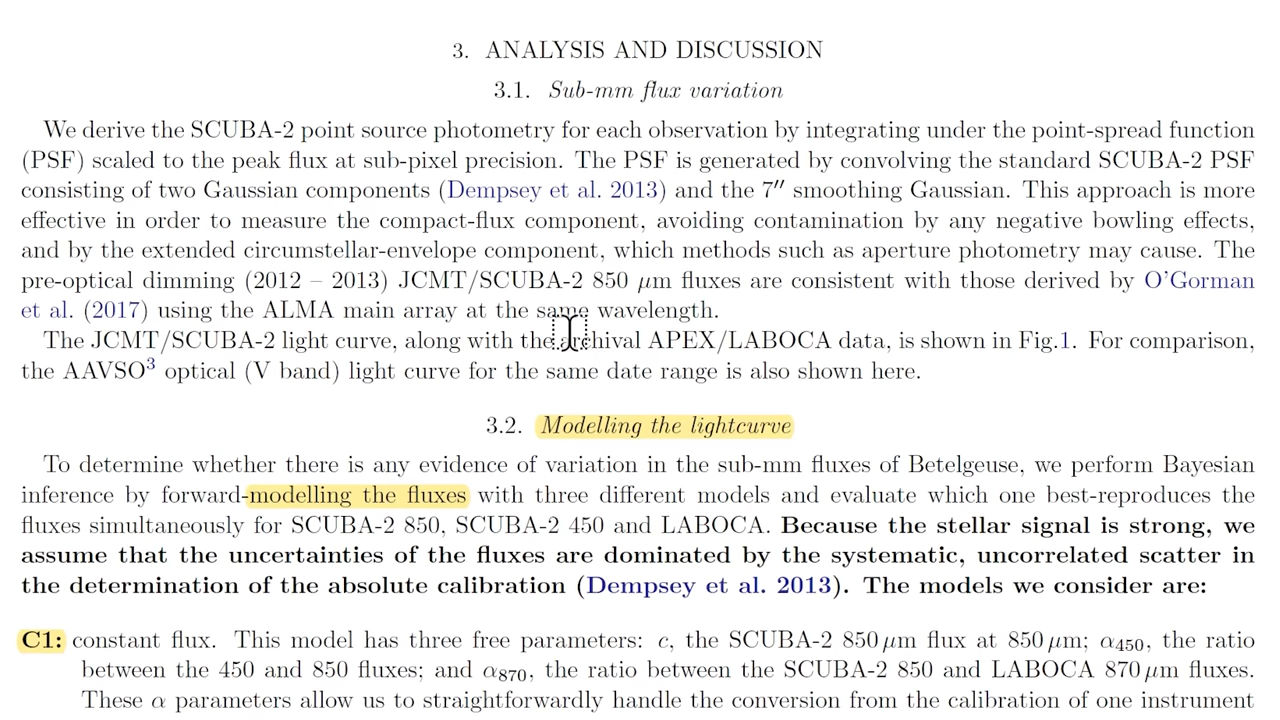 3. ANALYSIS AND DISCUSSION
3.1. Sub-mm flux variation
We derive the SCUBA-2 point source photometry for each observation by integrating under the point-spread function
(PSF) scaled to the peak flux at sub-pixel precision. The PSF is generated by convolving the standard SCUBA-2 PSF
consisting of two Gaussian components (Dempsey et al. 2013) and the 7″ smoothing Gaussian. This approach is more
effective in order to measure the compact-flux component, avoiding contamination by any negative bowling effects,
and by the extended circumstellar-envelope component, which methods such as aperture photometry may cause. The
pre-optical dimming (2012 – 2013) JCMT/SCUBA-2 850 μm fluxes are consistent with those derived by O'Gorman
et al. (2017) using the ALMA main array at the same wavelength.
The JCMT/SCUBA-2 light curve, along with the archival APEX/LABOCA data, is shown in Fig.1. For comparison,
the AAVSO³ optical (V band) light curve for the same date range is also shown here.
3.2. Modelling the lightcurve
To determine whether there is any evidence of variation in the sub-mm fluxes of Betelgeuse, we perform Bayesian
inference by forward-modelling the fluxes with three different models and evaluate which one best-reproduces the
fluxes simultaneously for SCUBA-2 850, SCUBA-2 450 and LABOCA. Because the stellar signal is strong, we
assume that the uncertainties of the fluxes are dominated by the systematic, uncorrelated scatter in
the determination of the absolute calibration (Dempsey et al. 2013). The models we consider are:
C1: constant flux. This model has three free parameters: c, the SCUBA-2 850 μm flux at 850 μm; α450, the ratio
between the 450 and 850 fluxes; and α870, the ratio between the SCUBA-2 850 and LABOCA 870 μm fluxes.
These α parameters allow us to straightforwardly handle the conversion from the calibration of one instrument